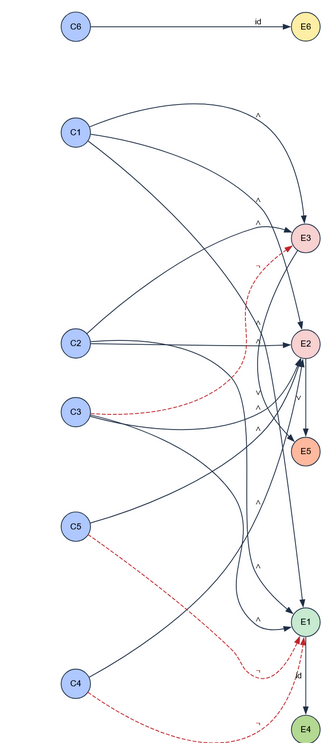 C6 id E6
^
C1
^
^
E3
¬
^
C2 ^ E2
v
v
C3 ^
^
E5
^
C5
^
E1
^
¬
id
C4
¬
E4